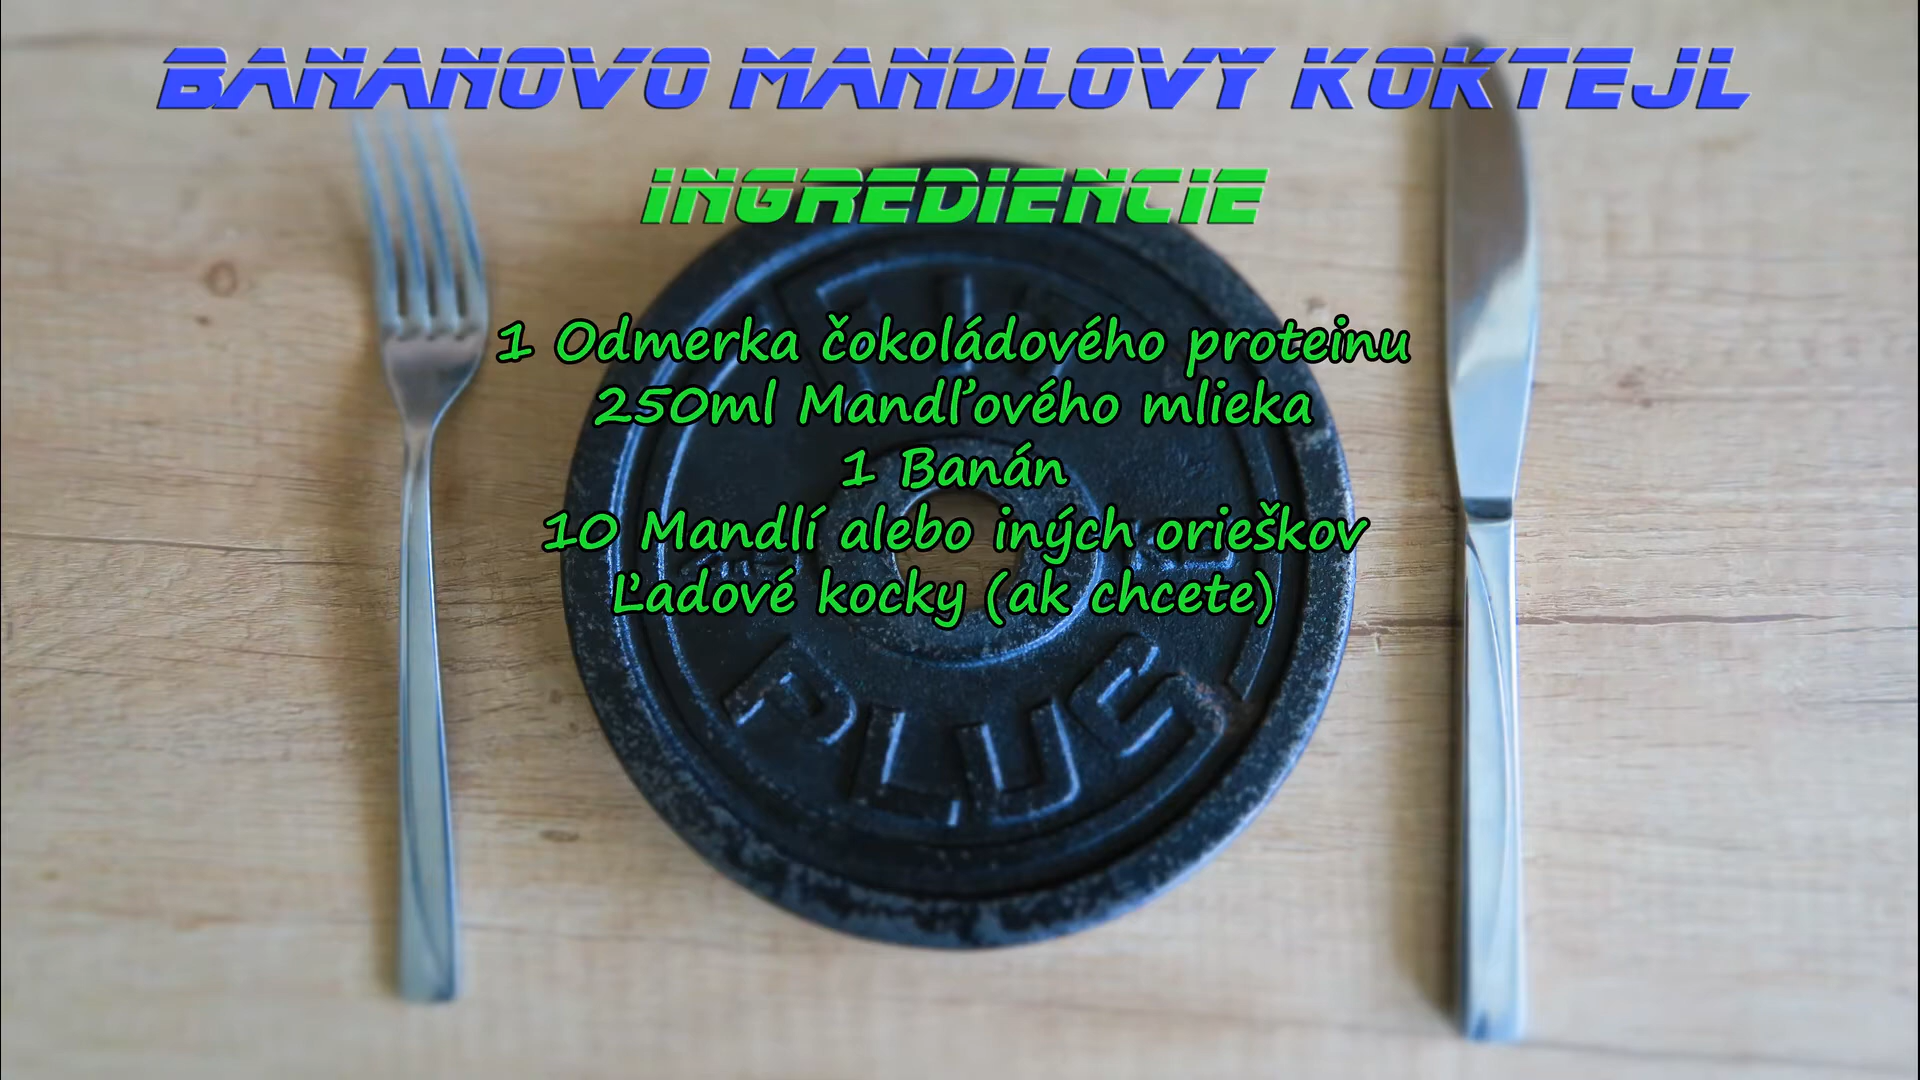 BANANOVO MANDLOVY KOKTEJL
INGREDIENCIE
1 Odmerka čokoládového proteinu
250ml Mandľového mlieka
1 Banán
10 Mandlí alebo iných orieškov
Ľadové kocky (ak chcete)
PLUS